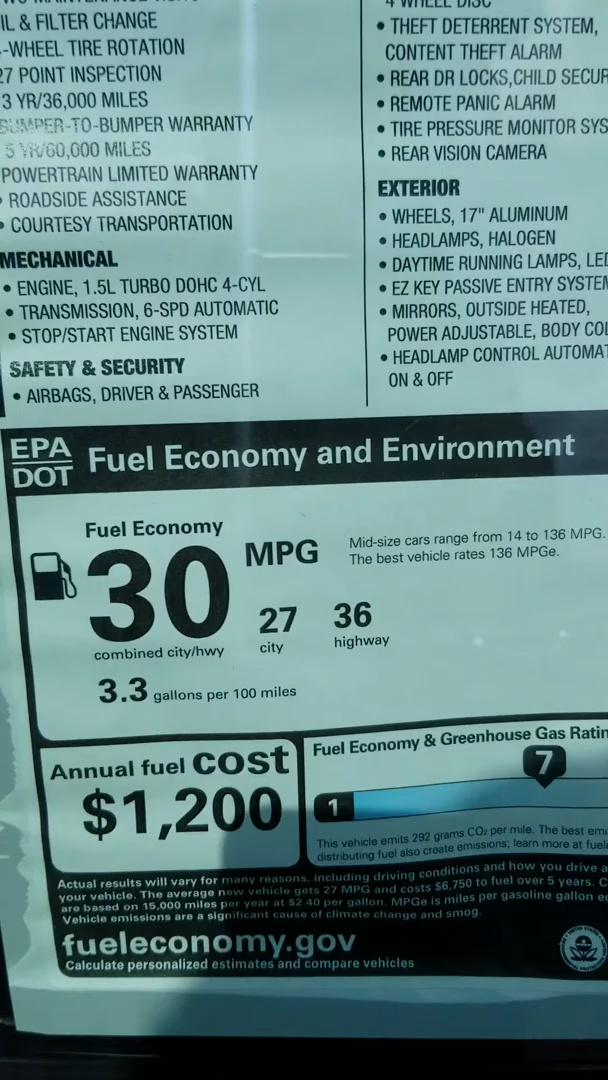 IL & FILTER CHANGE
-WHEEL TIRE ROTATION
27 POINT INSPECTION
3 YR/36,000 MILES
BUMPER-TO-BUMPER WARRANTY
5 YR/60,000 MILES
POWERTRAIN LIMITED WARRANTY
• ROADSIDE ASSISTANCE
• COURTESY TRANSPORTATION
MECHANICAL
• ENGINE, 1.5L TURBO DOHC 4-CYL
• TRANSMISSION, 6-SPD AUTOMATIC
• STOP/START ENGINE SYSTEM
SAFETY & SECURITY
• AIRBAGS, DRIVER & PASSENGER
4 WHEEL DISC
• THEFT DETERRENT SYSTEM,
CONTENT THEFT ALARM
• REAR DR LOCKS,CHILD SECUR
• REMOTE PANIC ALARM
• TIRE PRESSURE MONITOR SYS
• REAR VISION CAMERA
EXTERIOR
• WHEELS, 17" ALUMINUM
• HEADLAMPS, HALOGEN
• DAYTIME RUNNING LAMPS, LED
• EZ KEY PASSIVE ENTRY SYSTEM
• MIRRORS, OUTSIDE HEATED,
POWER ADJUSTABLE, BODY COL
• HEADLAMP CONTROL AUTOMAT
ON & OFF
EPA
DOT
Fuel Economy and Environment
Fuel Economy
30 MPG
combined city/hwy
27
city
36
highway
Mid-size cars range from 14 to 136 MPG.
The best vehicle rates 136 MPGe.
3.3 gallons per 100 miles
Annual fuel cost
$1,200
Fuel Economy & Greenhouse Gas Ratin
7
1
This vehicle emits 292 grams CO₂ per mile. The best emi
distributing fuel also create emissions; learn more at fuele
Actual results will vary for many reasons, including driving conditions and how you drive a
your vehicle. The average new vehicle gets 27 MPG and costs $6,750 to fuel over 5 years. C
are based on 15,000 miles per year at $2.40 per gallon. MPGe is miles per gasoline gallon eq
Vehicle emissions are a significant cause of climate change and smog.
fueleconomy.gov
Calculate personalized estimates and compare vehicles